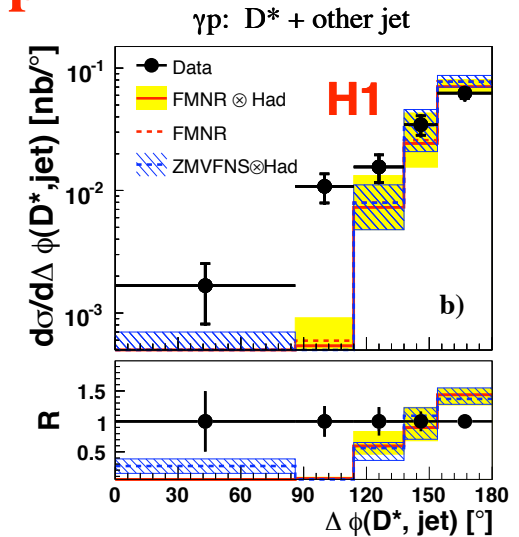 γp: D* + other jet
dσ/dΔ ϕ(D*,jet) [nb/°]
10⁻¹
10⁻²
10⁻³
Data
FMNR ⊗ Had
FMNR
ZMVFNS⊗Had
H1
b)
R
1.5
1
0.5
0 30 60 90 120 150 180
Δ ϕ(D*, jet) [°]